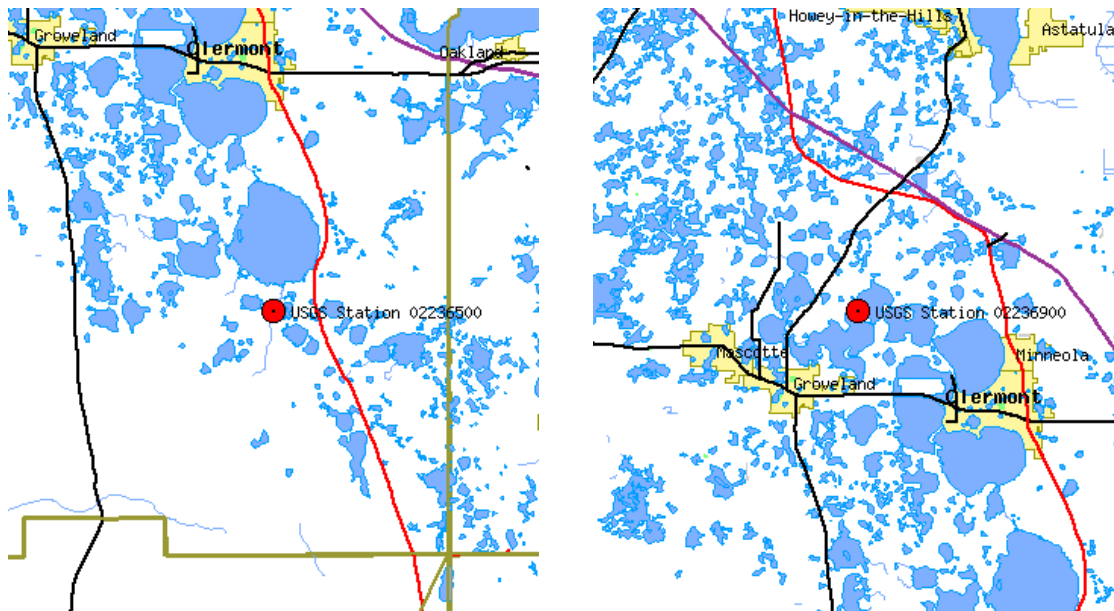 Groveland
Clermont
Oakland
USGS Station 02236500
Howey-in-the-Hills
Astatula
USGS Station 02236900
Mascotte
Minneola
Groveland
Clermont